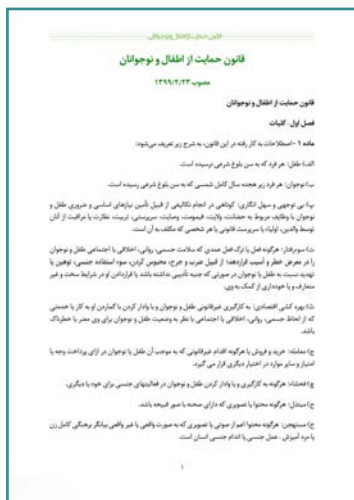 قانون حمایت از اطفال و نوجوانان
قانون حمایت از اطفال و نوجوانان
مصوب ۱۳۹۹/۲/۲۳
قانون حمایت از اطفال و نوجوانان
فصل اول ـ کلیات
ماده ۱ – اصطلاحات به کار رفته در این قانون، به شرح زیر تعریف می‌شود:
الف) طفل: هر فرد که به سن بلوغ شرعی نرسیده است.
ب) نوجوان: هر فرد زیر هجده سال کامل شمسی که به سن بلوغ شرعی رسیده است.
پ) بی توجهی و سهل انگاری: کوتاهی در انجام تکالیفی از قبیل تأمین نیازهای اساسی و ضروری طفل و
نوجوان یا وظایف مربوط به حضانت، ولایت، قیمومت، وصایت، سرپرستی، تربیت، نظارت یا مراقبت از آنان
توسط والدین، اولیاء یا سرپرست قانونی یا هر شخصی که مکلف به آن است.
ت) سوءرفتار: هرگونه فعل یا ترک فعل عمدی که سلامت جسمی، روانی، اخلاقی یا اجتماعی طفل و نوجوان
را در معرض خطر و آسیب قراردهد؛ از قبیل ضرب و جرح، محبوس کردن، سوء استفاده جنسی، توهین یا
تهدید نسبت به طفل یا نوجوان در صورتی که جنبه تأدیبی نداشته باشد یا قراردادن او در شرایط سخت و غیر
متعارف و یا خودداری از کمک به وی.
ث) بهره کشی اقتصادی: به کارگیری غیرقانونی طفل و نوجوان و یا وادار کردن یا گماردن او به کار یا خدمتی
که از لحاظ جسمی، روانی، اخلاقی یا اجتماعی با نظر به وضعیت طفل و نوجوان برای وی مضر یا خطرناک
باشد.
ج) معامله: خرید و فروش یا هرگونه اقدام غیرقانونی که به موجب آن طفل یا نوجوان در ازای پرداخت وجه یا
امتیاز و سایر موارد در اختیار دیگری قرار می گیرد.
چ) فحشاء: هرگونه به کارگیری و یا وادار کردن طفل و نوجوان در فعالیتهای جنسی برای خود یا دیگری.
ح) مبتذل: هرگونه محتوا یا تصویری که دارای صحنه یا صور قبیحه باشد.
خ) مستهجن: هرگونه محتوا اعم از صوتی یا تصویری که به صورت واقعی یا غیر واقعی بیانگر برهنگی کامل زن
یا مرد آمیزش ، عمل جنسی یا اندام جنسی انسان است.
۱